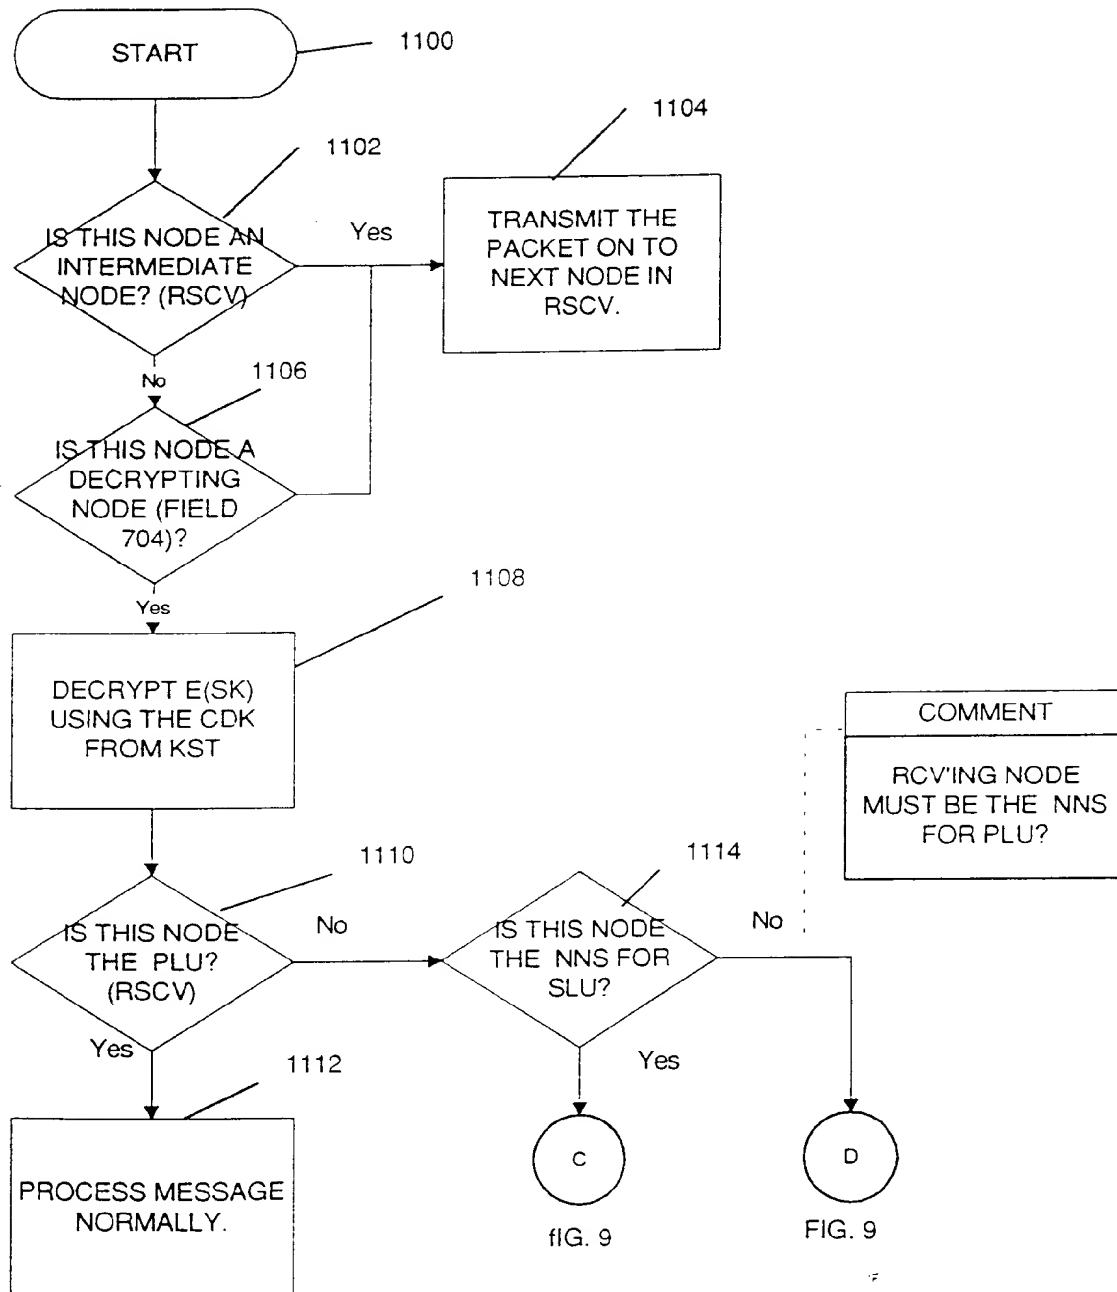 START
1100
1104
1102
IS THIS NODE AN
INTERMEDIATE
NODE? (RSCV)
Yes
TRANSMIT THE
PACKET ON TO
NEXT NODE IN
RSCV.
No
1106
IS THIS NODE A
DECRYPTING
NODE (FIELD
704)?
Yes
1108
DECRYPT E(SK)
USING THE CDK
FROM KST
COMMENT
RCV'ING NODE
MUST BE THE NNS
FOR PLU?
1110
IS THIS NODE
THE PLU?
(RSCV)
No
1114
IS THIS NODE
THE NNS FOR
SLU?
No
Yes
Yes
1112
PROCESS MESSAGE
NORMALLY.
C
D
fIG. 9
FIG. 9